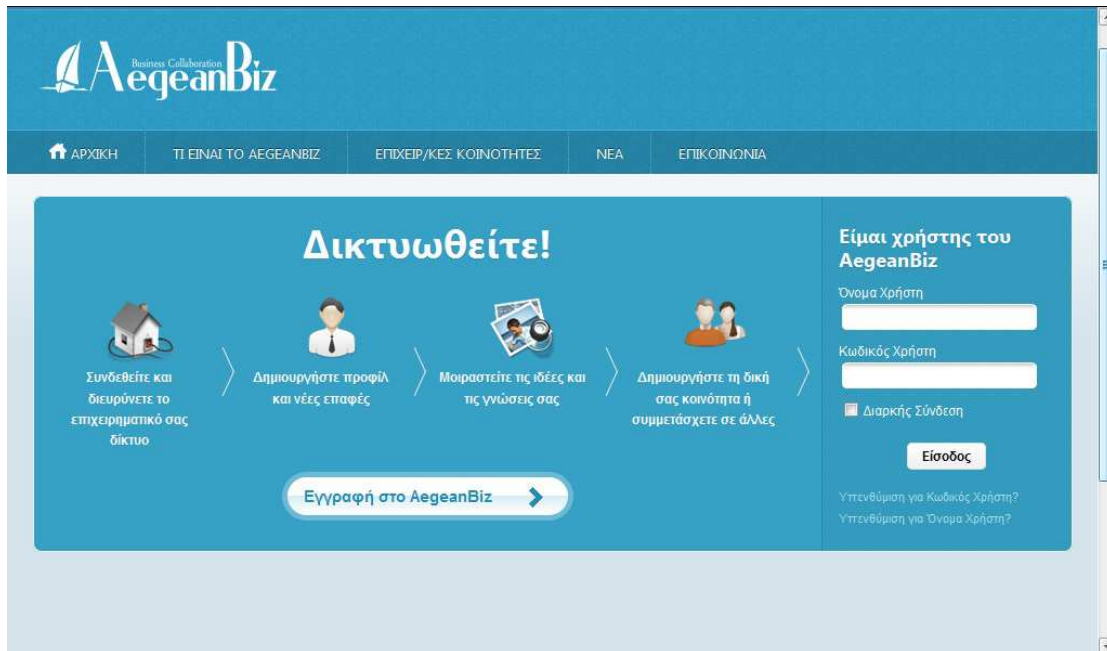 Business Collaboration
AegeanBiz
ΑΡΧΙΚΗ
ΤΙ ΕΙΝΑΙ ΤΟ AEGEANBIZ
ΕΠΙΧΕΙΡ/ΚΕΣ ΚΟΙΝΟΤΗΤΕΣ
ΝΕΑ
ΕΠΙΚΟΙΝΩΝΙΑ
Δικτυωθείτε!
Συνδεθείτε και
διευρύνετε το
επιχειρηματικό σας
δίκτυο
Δημιουργήστε προφίλ
και νέες επαφές
Μοιραστείτε τις ιδέες και
τις γνώσεις σας
Δημιουργήστε τη δική
σας κοινότητα ή
συμμετάσχετε σε άλλες
Εγγραφή στο AegeanBiz
Είμαι χρήστης του
AegeanBiz
Όνομα Χρήστη
Κωδικός Χρήστη
Διαρκής Σύνδεση
Είσοδος
Υπενθύμιση για Κωδικός Χρήστη?
Υπενθύμιση για Όνομα Χρήστη?